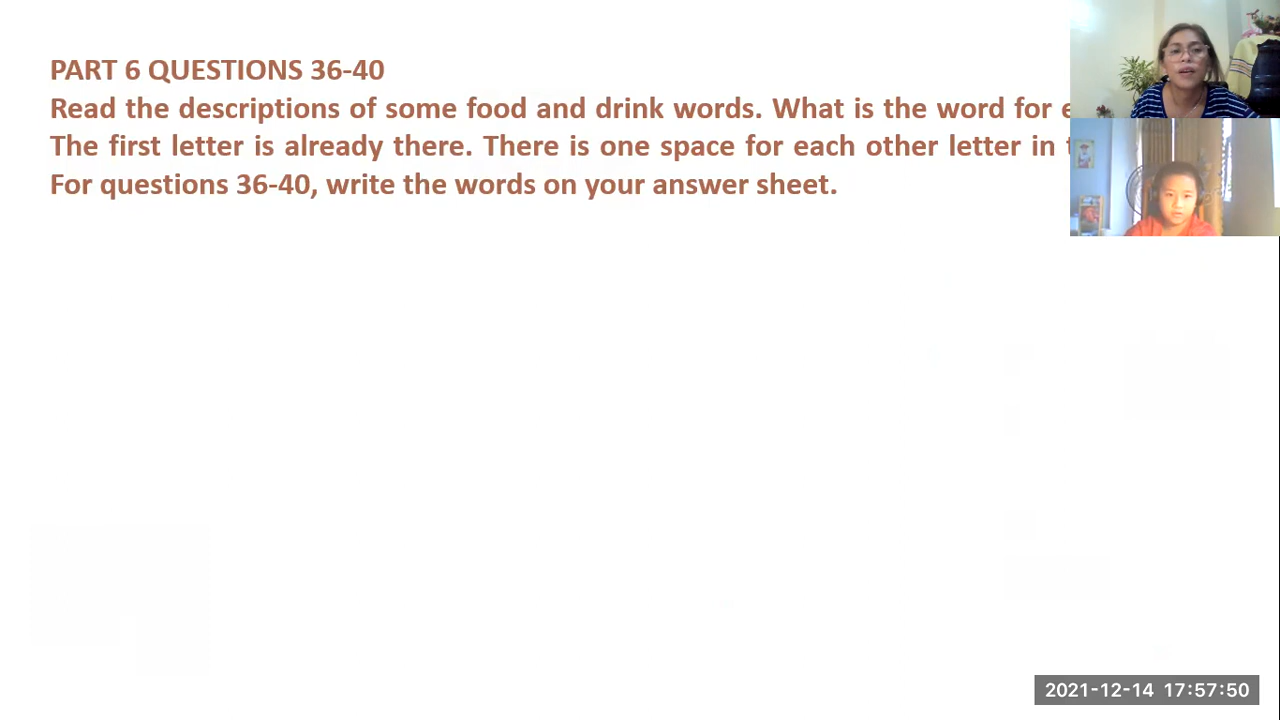 PART 6 QUESTIONS 36-40
Read the descriptions of some food and drink words. What is the word for
The first letter is already there. There is one space for each other letter in
For questions 36-40, write the words on your answer sheet.
2021-12-14 17:57:50